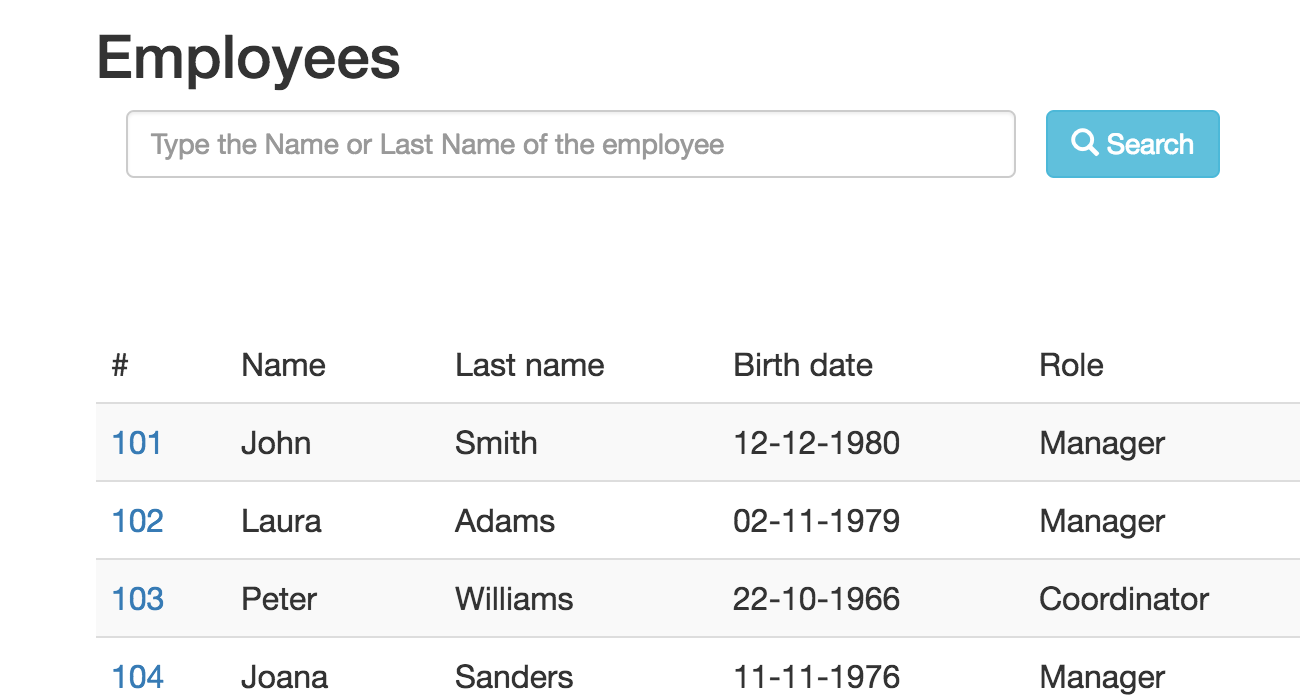 Employees
Type the Name or Last Name of the employee Search
# Name Last name Birth date Role
101 John Smith 12-12-1980 Manager
102 Laura Adams 02-11-1979 Manager
103 Peter Williams 22-10-1966 Coordinator
104 Joana Sanders 11-11-1976 Manager